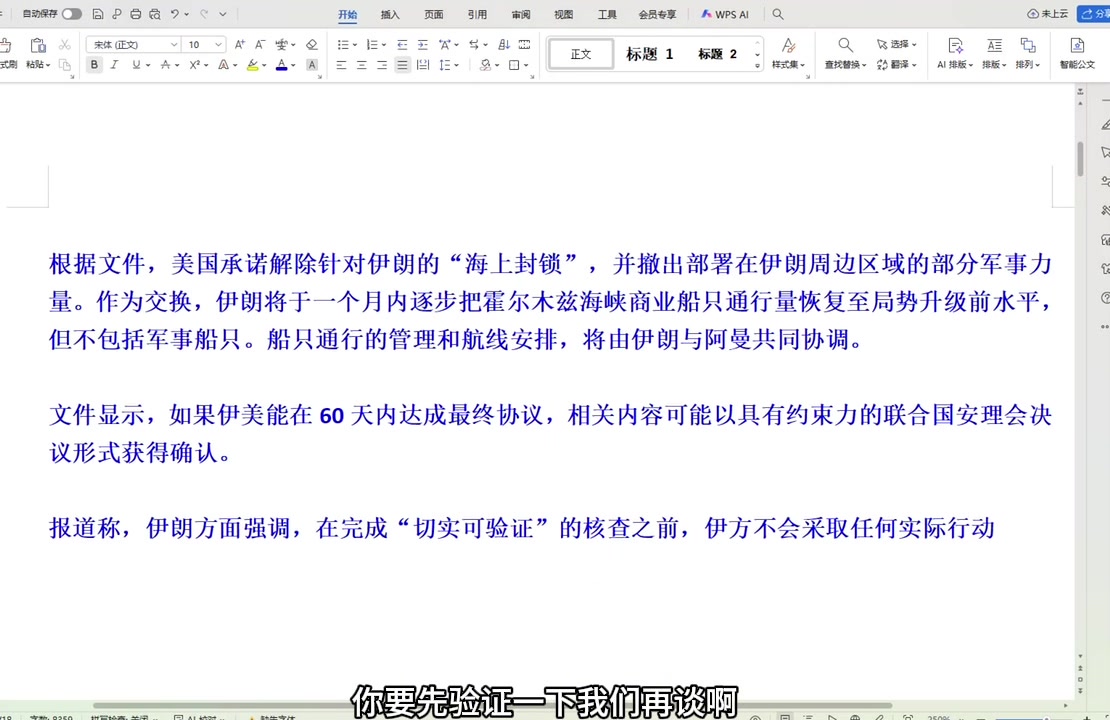 自动保存
开始 插入 页面 引用 审阅 视图 工具 会员专享 WPS AI
未上云
分享
式刷 粘贴
宋体 (正文) 10
正文 标题 1 标题 2
样式集 查找替换 选择 翻译 AI 排版 排版 排列 智能公文
根据文件，美国承诺解除针对伊朗的“海上封锁”，并撤出部署在伊朗周边区域的部分军事力
量。作为交换，伊朗将于一个月内逐步把霍尔木兹海峡商业船只通行量恢复至局势升级前水平，
但不包括军事船只。船只通行的管理和航线安排，将由伊朗与阿曼共同协调。
文件显示，如果伊美能在 60 天内达成最终协议，相关内容可能以具有约束力的联合国安理会决
议形式获得确认。
报道称，伊朗方面强调，在完成“切实可验证”的核查之前，伊方不会采取任何实际行动
你要先验证一下我们再谈啊